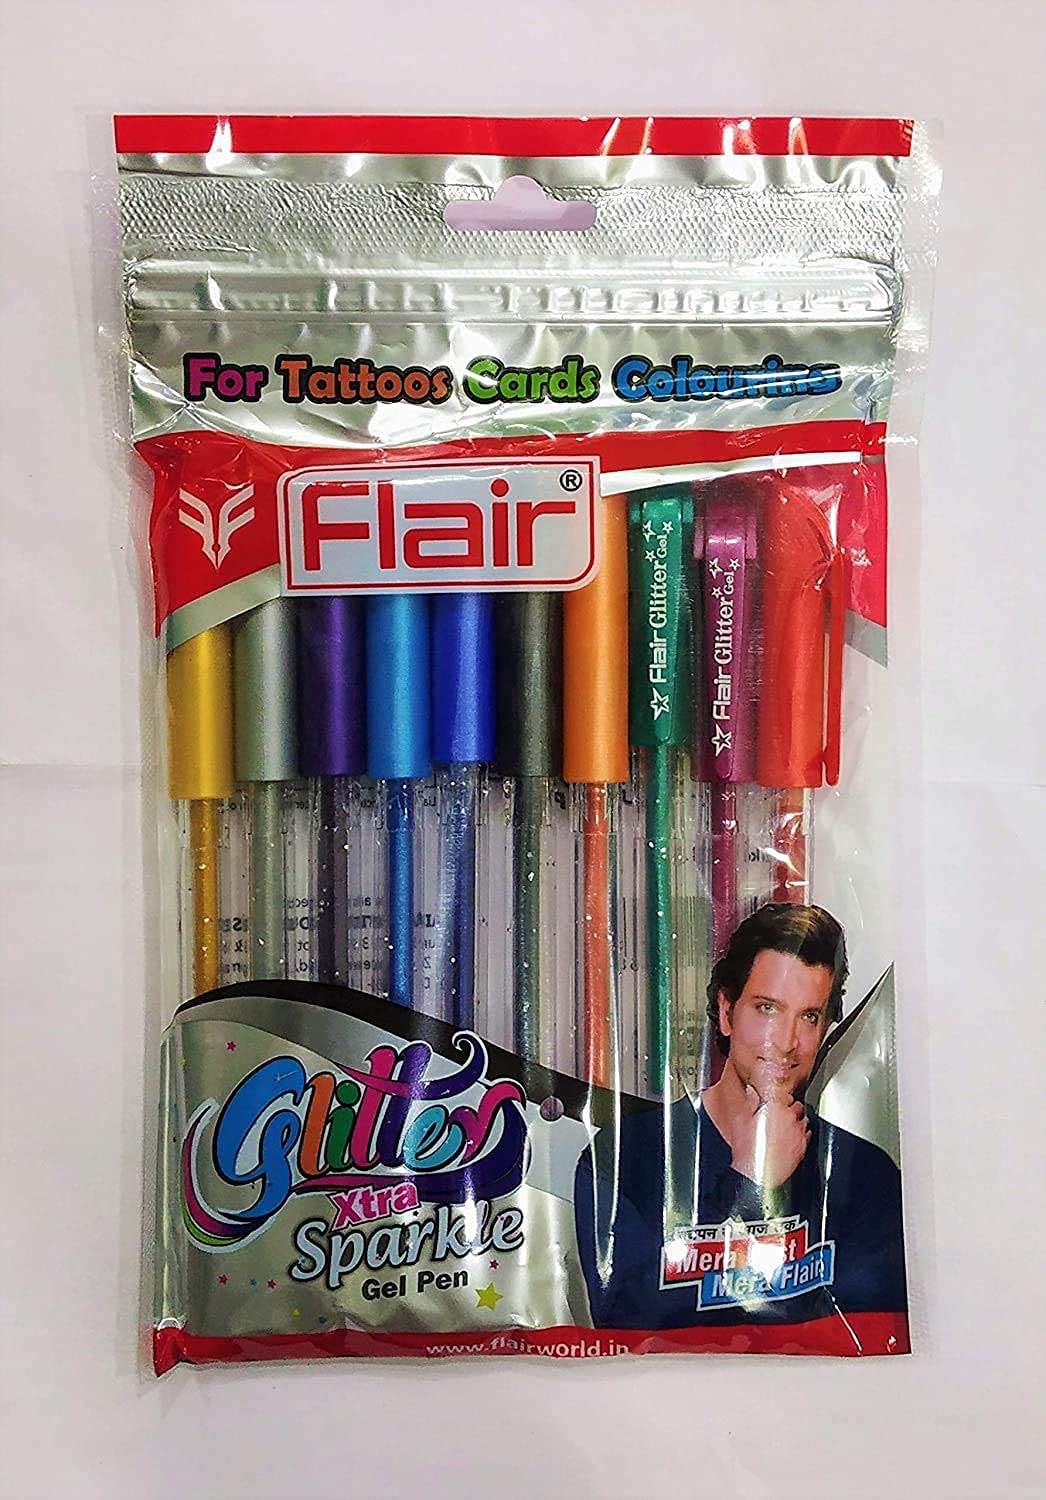 For Tattoos Cards Colouring
Flair®
Flair Glitter Gel
Flair Glitter Gel
Glitter
Xtra
Sparkle
Gel Pen
Mera
Mera Flair
www.flairworld.in